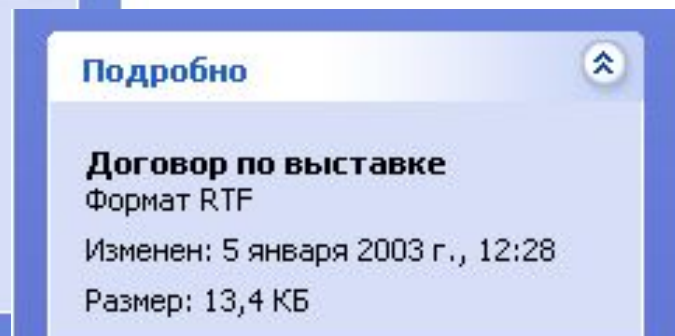 Подробно
Договор по выставке
Формат RTF
Изменен: 5 января 2003 г., 12:28
Размер: 13,4 КБ